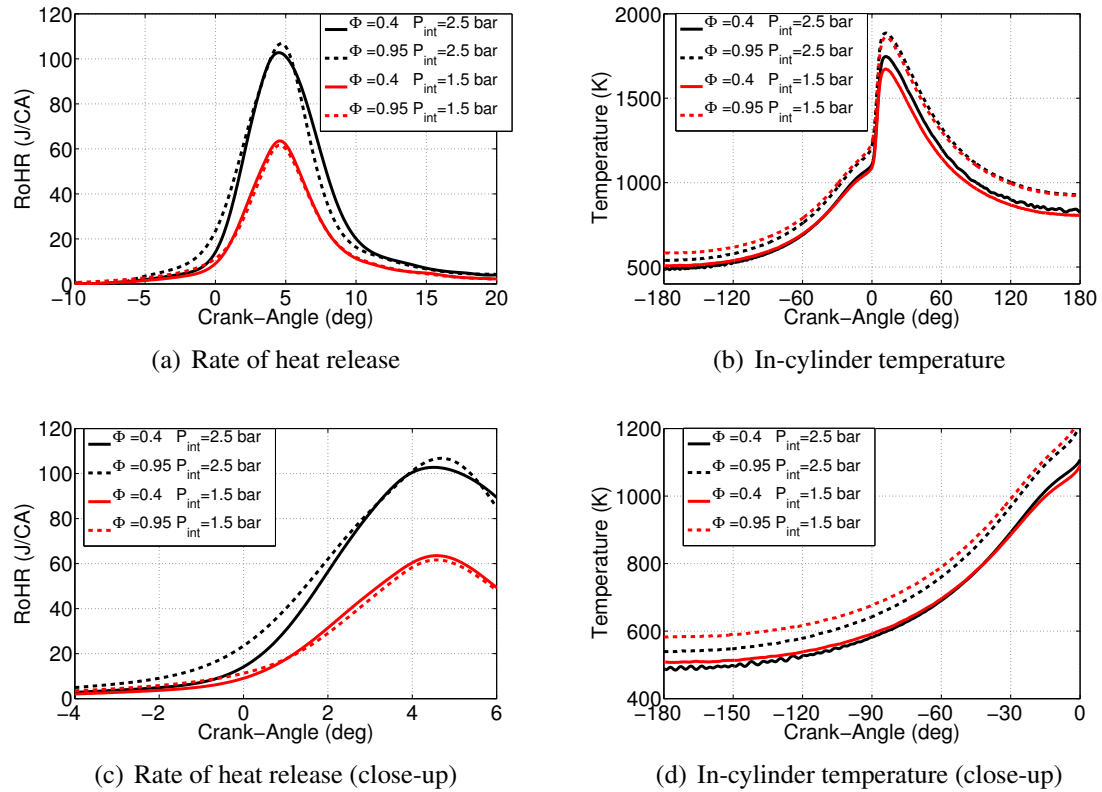 120
100
80
60
40
20
0
RoHR (J/CA)
−10 −5 0 5 10 15 20
Crank−Angle (deg)
Φ =0.4 P_int=2.5 bar
Φ =0.95 P_int=2.5 bar
Φ =0.4 P_int=1.5 bar
Φ =0.95 P_int=1.5 bar
(a) Rate of heat release
2000
1500
1000
500
Temperature (K)
−180 −120 −60 0 60 120 180
Crank−Angle (deg)
Φ =0.4 P_int=2.5 bar
Φ =0.95 P_int=2.5 bar
Φ =0.4 P_int=1.5 bar
Φ =0.95 P_int=1.5 bar
(b) In-cylinder temperature
120
100
80
60
40
20
0
RoHR (J/CA)
−4 −2 0 2 4 6
Crank−Angle (deg)
Φ =0.4 P_int=2.5 bar
Φ =0.95 P_int=2.5 bar
Φ =0.4 P_int=1.5 bar
Φ =0.95 P_int=1.5 bar
(c) Rate of heat release (close-up)
1200
1000
800
600
400
Temperature (K)
−180 −150 −120 −90 −60 −30 0
Crank−Angle (deg)
Φ =0.4 P_int=2.5 bar
Φ =0.95 P_int=2.5 bar
Φ =0.4 P_int=1.5 bar
Φ =0.95 P_int=1.5 bar
(d) In-cylinder temperature (close-up)